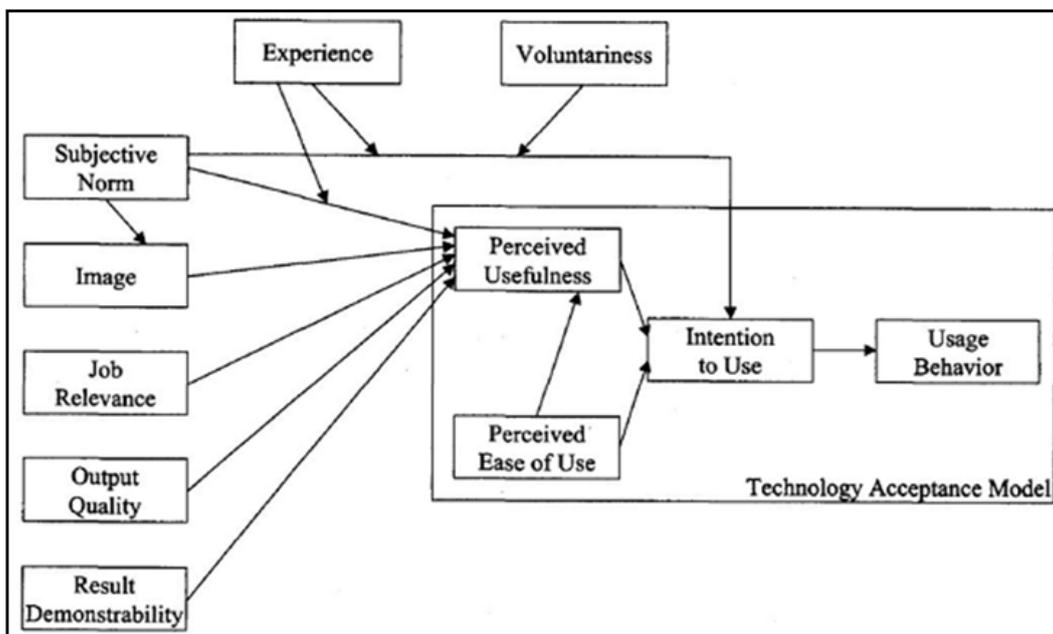 Experience
Voluntariness
Subjective
Norm
Image
Job
Relevance
Output
Quality
Result
Demonstrability
Perceived
Usefulness
Perceived
Ease of Use
Intention
to Use
Usage
Behavior
Technology Acceptance Model